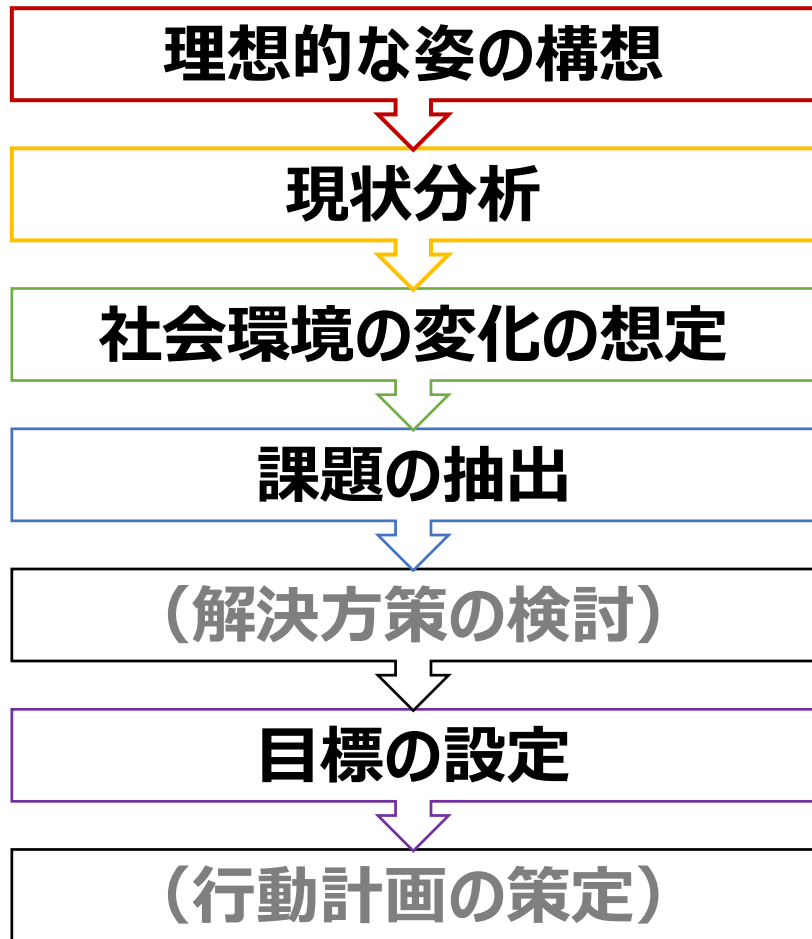 理想的な姿の構想
現状分析
社会環境の変化の想定
課題の抽出
（解決方策の検討）
目標の設定
（行動計画の策定）